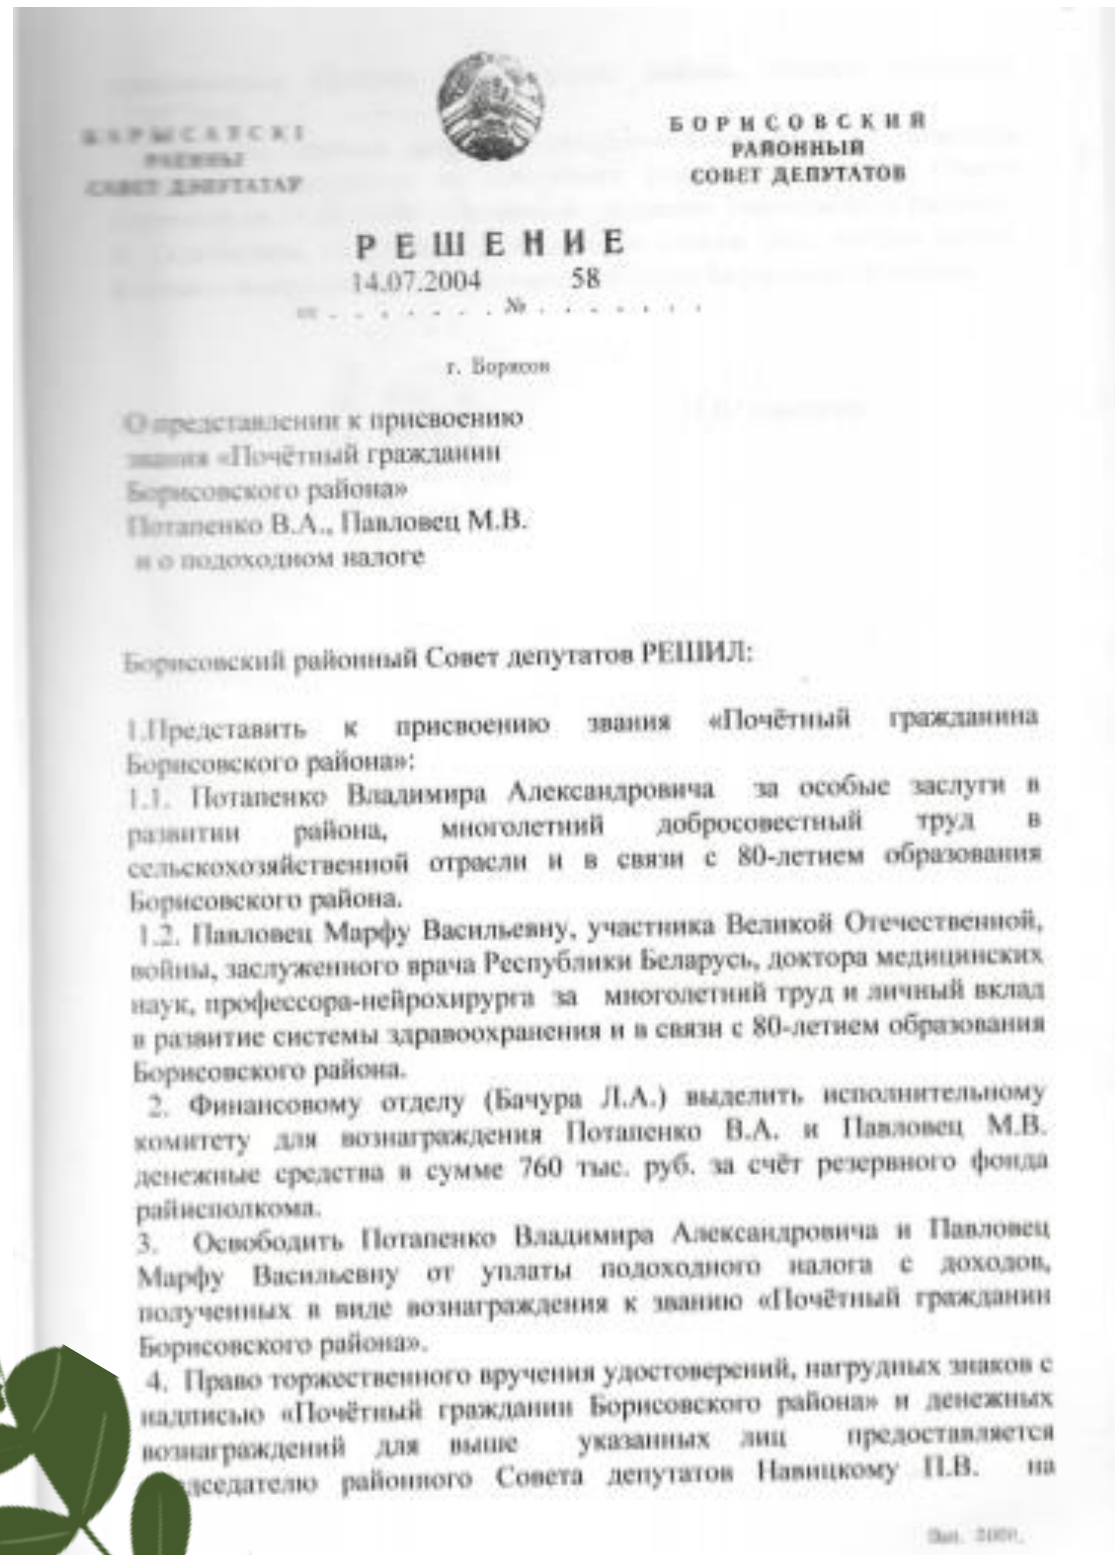 БАРЫСАЎСКІ
РАЁННЫ
САВЕТ ДЭПУТАТАЎ
БОРИСОВСКИЙ
РАЙОННЫЙ
СОВЕТ ДЕПУТАТОВ
РЕШЕНИЕ
14.07.2004 58
от . . . . . . . № . . . . . . .
г. Борисов
О представлении к присвоению
звания «Почётный гражданин
Борисовского района»
Потапенко В.А., Павловец М.В.
и о подоходном налоге
Борисовский районный Совет депутатов РЕШИЛ:
1.Представить к присвоению звания «Почётный гражданина
Борисовского района»:
1.1. Потапенко Владимира Александровича за особые заслуги в
развитии района, многолетний добросовестный труд в
сельскохозяйственной отрасли и в связи с 80-летием образования
Борисовского района.
1.2. Павловец Марфу Васильевну, участника Великой Отечественной,
войны, заслуженного врача Республики Беларусь, доктора медицинских
наук, профессора-нейрохирурга за многолетний труд и личный вклад
в развитие системы здравоохранения и в связи с 80-летием образования
Борисовского района.
2. Финансовому отделу (Бачура Л.А.) выделить исполнительному
комитету для вознаграждения Потапенко В.А. и Павловец М.В.
денежные средства в сумме 760 тыс. руб. за счёт резервного фонда
райисполкома.
3. Освободить Потапенко Владимира Александровича и Павловец
Марфу Васильевну от уплаты подоходного налога с доходов,
полученных в виде вознаграждения к званию «Почётный гражданин
Борисовского района».
4. Право торжественного вручения удостоверений, нагрудных знаков с
надписью «Почётный гражданин Борисовского района» и денежных
вознаграждений для выше указанных лиц предоставляется
едседателю районного Совета депутатов Навицкому П.В. на